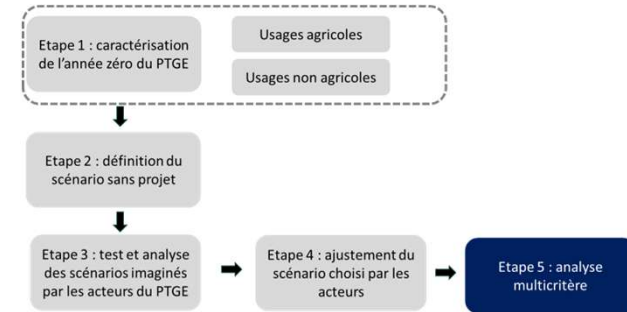 Etape 1 : caractérisation
de l'année zéro du PTGE
Usages agricoles
Usages non agricoles
Etape 2 : définition du
scénario sans projet
Etape 3 : test et analyse
des scénarios imaginés
par les acteurs du PTGE
Etape 4 : ajustement du
scénario choisi par les
acteurs
Etape 5 : analyse
multicritère